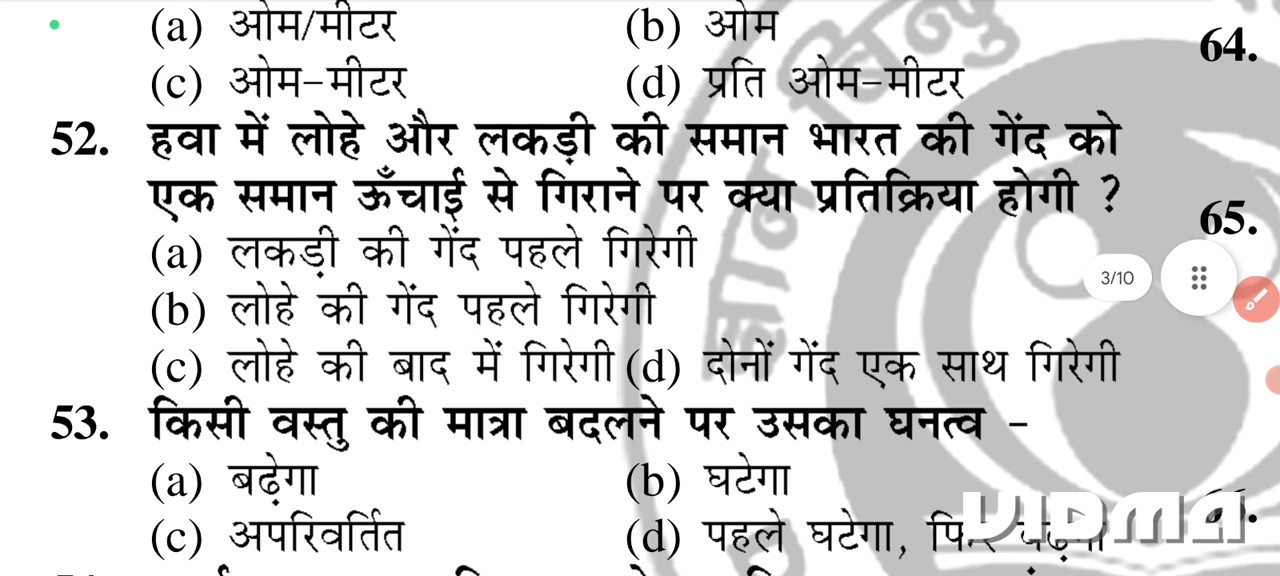 (a) ओम/मीटर (b) ओम
64.
(c) ओम-मीटर (d) प्रति ओम-मीटर
52. हवा में लोहे और लकड़ी की समान भारत की गेंद को
एक समान ऊँचाई से गिराने पर क्या प्रतिक्रिया होगी ?
65.
(a) लकड़ी की गेंद पहले गिरेगी
3/10
(b) लोहे की गेंद पहले गिरेगी
(c) लोहे की बाद में गिरेगी (d) दोनों गेंद एक साथ गिरेगी
53. किसी वस्तु की मात्रा बदलने पर उसका घनत्व -
(a) बढ़ेगा (b) घटेगा
(c) अपरिवर्तित (d) पहले घटेगा,
VIDMA
ज्ञान बिन्दु